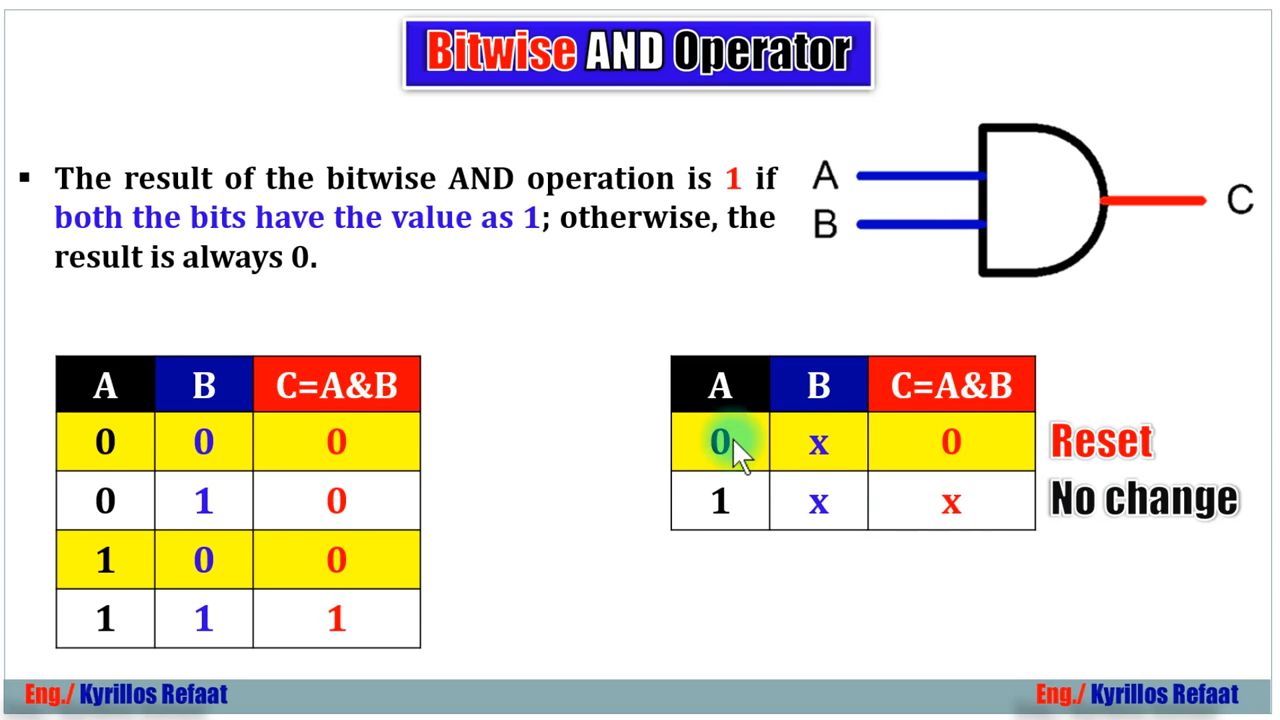 Bitwise AND Operator
▪ The result of the bitwise AND operation is 1 if
both the bits have the value as 1; otherwise, the
result is always 0.
A
B
C
A B C=A&B
0 0 0
0 1 0
1 0 0
1 1 1
A B C=A&B
0 x 0 Reset
1 x x No change
Eng./ Kyrillos Refaat
Eng./ Kyrillos Refaat